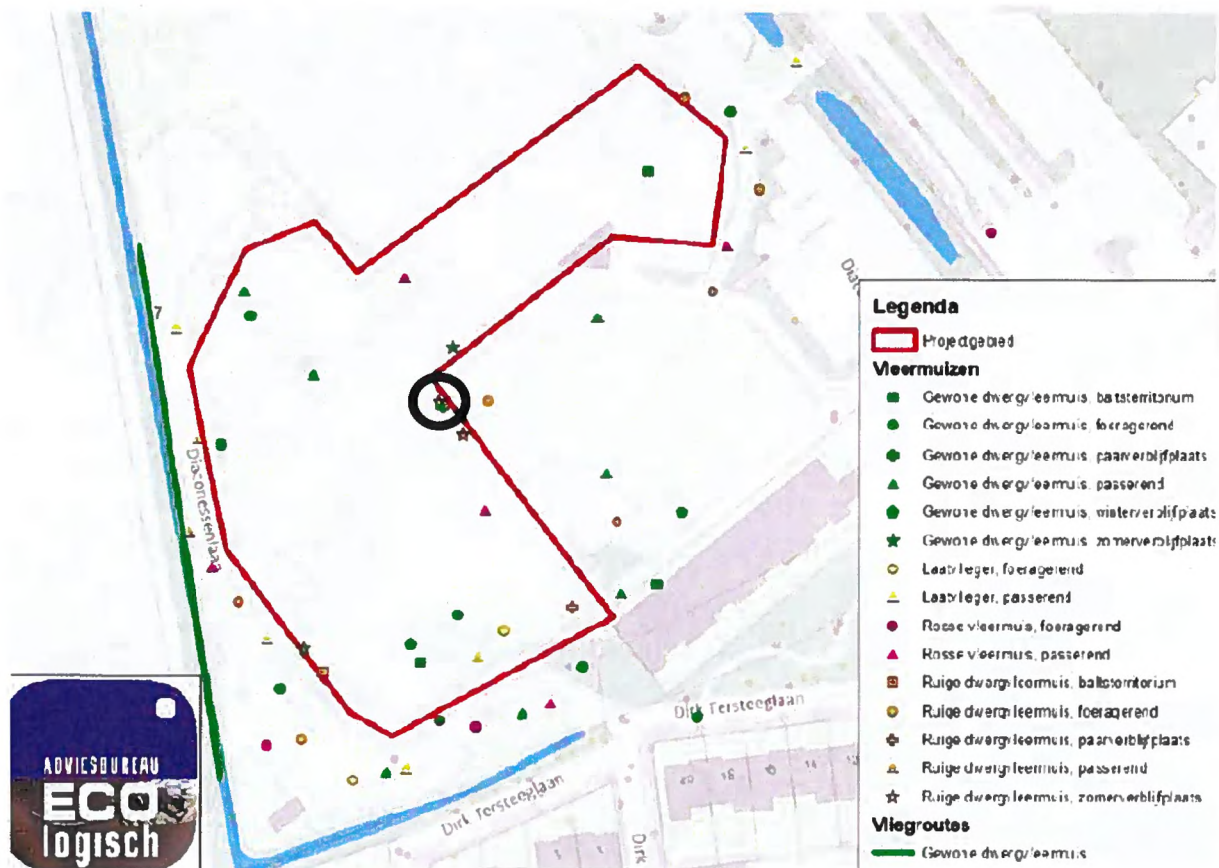 7
Diaconessenlaan
Dirk Tersteeglaan
Dirk Tersteeglaan
Dirk
ADVIESBUREAU
ECO
logisch
Legenda
Projectgebied
Vleermuizen
Gewone dwergvleermuis, baltsterritorium
Gewone dwergvleermuis, foeragerend
Gewone dwergvleermuis, paarverblijfplaats
Gewone dwergvleermuis, passerend
Gewone dwergvleermuis, winterverblijfplaats
Gewone dwergvleermuis, zomerverblijfplaats
Laatvlieger, foeragerend
Laatvlieger, passerend
Rosse vleermuis, foeragerend
Rosse vleermuis, passerend
Ruige dwergvleermuis, baltsterritorium
Ruige dwergvleermuis, foeragerend
Ruige dwergvleermuis, paarverblijfplaats
Ruige dwergvleermuis, passerend
Ruige dwergvleermuis, zomerverblijfplaats
Vliegroutes
Gewone dwergvleermuis